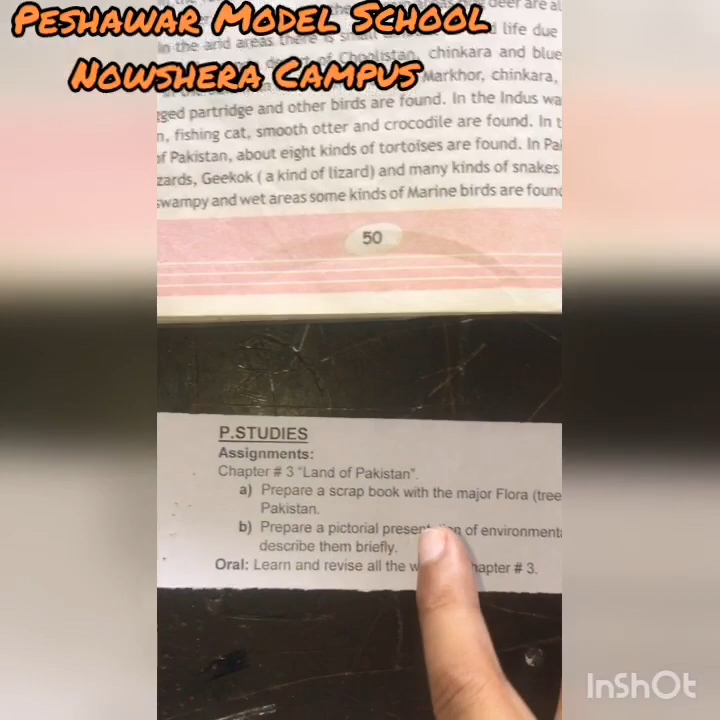 PESHAWAR MODEL SCHOOL
NOWSHERA CAMPUS
deer are al
in the arid areas there is small life due
of Choolistan, chinkara and blue
Markhor, chinkara,
gged partridge and other birds are found. In the Indus wa
n, fishing cat, smooth otter and crocodile are found. In t
of Pakistan, about eight kinds of tortoises are found. In Pa
zards, Geekok ( a kind of lizard) and many kinds of snakes
swampy and wet areas some kinds of Marine birds are found
50
P.STUDIES
Assignments:
Chapter # 3 "Land of Pakistan".
a) Prepare a scrap book with the major Flora (tree
Pakistan.
b) Prepare a pictorial presentation of environmenta
describe them briefly.
Oral: Learn and revise all the w hapter # 3.
InShOt